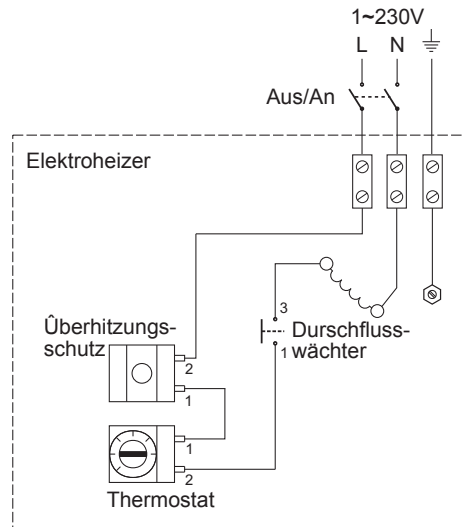 1~230V
L N
Aus/An
Elektroheizer
3
Überhitzungs-
schutz
Durschfluss-
wächter
1
2
1
1
2
Thermostat